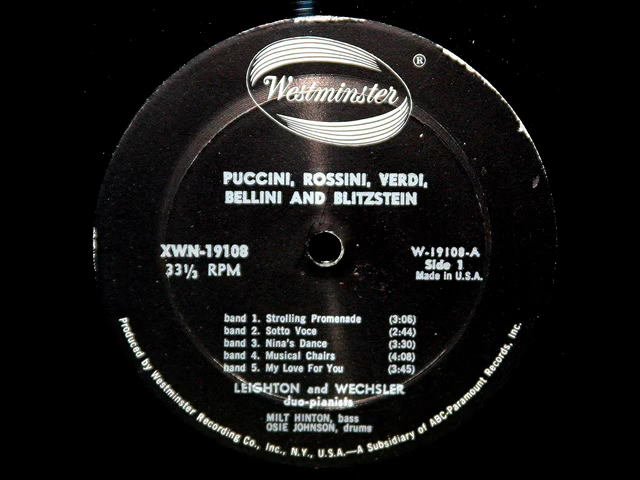 Westminster ®
PUCCINI, ROSSINI, VERDI,
BELLINI AND BLITZSTEIN
XWN-19108
33⅓ RPM
W-19108-A
Side 1
Made in U.S.A.
band 1. Strolling Promenade (3:06)
band 2. Sotto Voce (2:44)
band 3. Nina's Dance (3:30)
band 4. Musical Chairs (4:08)
band 5. My Love For You (3:45)
LEIGHTON and WECHSLER
duo-pianists
MILT HINTON, bass
OSIE JOHNSON, drums
Produced by Westminster Recording Co., Inc., N.Y., U.S.A.—A Subsidiary of ABC-Paramount Records, Inc.